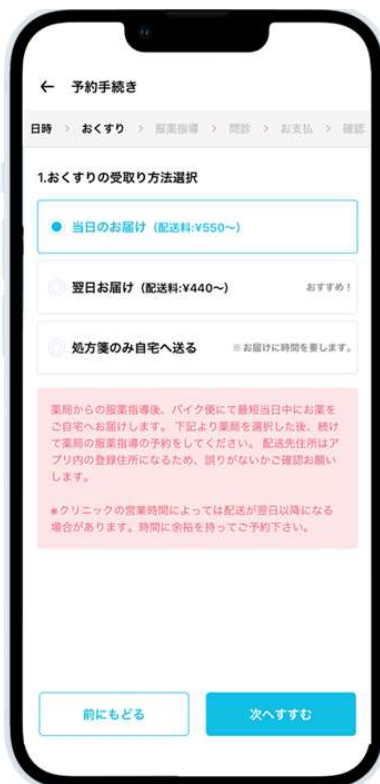 ← 予約手続き
日時 > おくすり > 服薬指導 > 問診 > お支払 > 確認
1.おくすりの受取り方法選択
当日のお届け（配送料:¥550〜）
翌日お届け（配送料:¥440〜） おすすめ！
処方箋のみ自宅へ送る ※お届けに時間を要します。
薬局からの服薬指導後、バイク便にて最短当日中にお薬を
ご自宅へお届けします。 下記より薬局を選択した後、続け
て薬局の服薬指導の予約をしてください。 配送先住所はア
プリ内の登録住所になるため、誤りがないかご確認お願い
します。
※クリニックの営業時間によっては配送が翌日以降になる
場合があります。時間に余裕を持ってご予約下さい。
前にもどる 次へすすむ